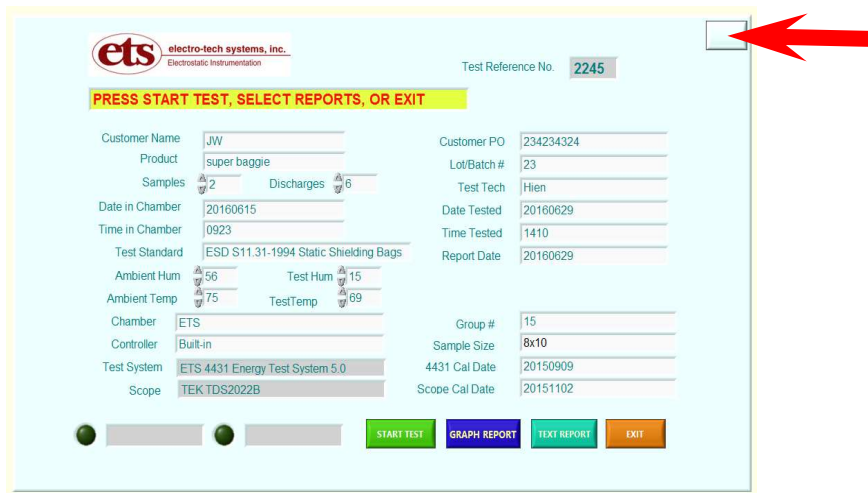 ets electro-tech systems, inc.
Electrostatic Instrumentation
Test Reference No. 2245
PRESS START TEST, SELECT REPORTS, OR EXIT
Customer Name JW Customer PO 234234324
Product super baggie Lot/Batch # 23
Samples 2 Discharges 6 Test Tech Hien
Date in Chamber 20160615 Date Tested 20160629
Time in Chamber 0923 Time Tested 1410
Test Standard ESD S11.31-1994 Static Shielding Bags Report Date 20160629
Ambient Hum 56 Test Hum 15
Ambient Temp 75 TestTemp 69
Chamber ETS Group # 15
Controller Built-in Sample Size 8x10
Test System ETS 4431 Energy Test System 5.0 4431 Cal Date 20150909
Scope TEK TDS2022B Scope Cal Date 20151102
START TEST GRAPH REPORT TEXT REPORT EXIT